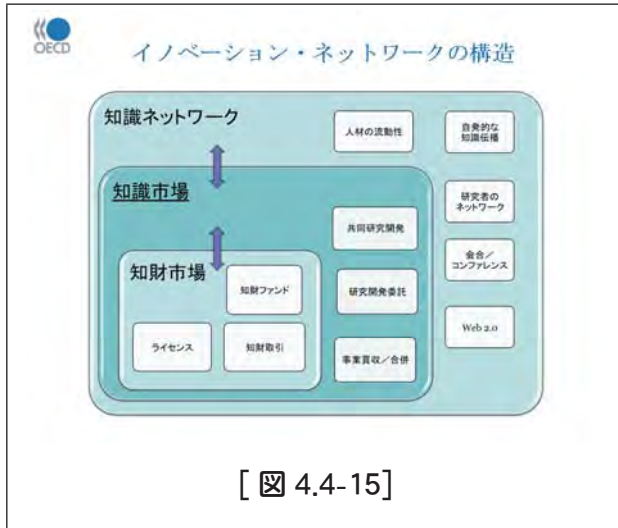 OECD
イノベーション・ネットワークの構造
知識ネットワーク
人材の流動性
自発的な
知識伝播
知識市場
研究者の
ネットワーク
共同研究開発
会合/
コンファレンス
知財市場
知財ファンド
研究開発委託
Web 2.0
ライセンス
知財取引
事業買収/合併
[図 4.4-15]